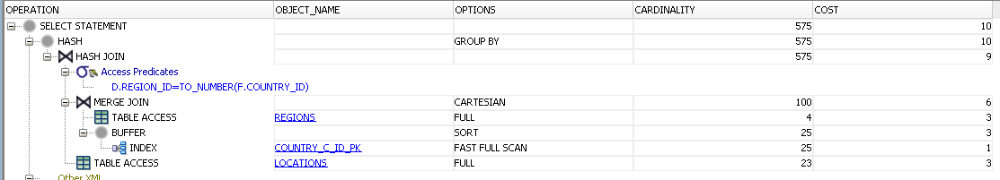 OPERATION OBJECT_NAME OPTIONS CARDINALITY COST
SELECT STATEMENT 575 10
HASH GROUP BY 575 10
HASH JOIN 575 9
Access Predicates
D.REGION_ID=TO_NUMBER(F.COUNTRY_ID)
MERGE JOIN CARTESIAN 100 6
TABLE ACCESS REGIONS FULL 4 3
BUFFER SORT 25 3
INDEX COUNTRY_C_ID_PK FAST FULL SCAN 25 1
TABLE ACCESS LOCATIONS FULL 23 3
Other XML